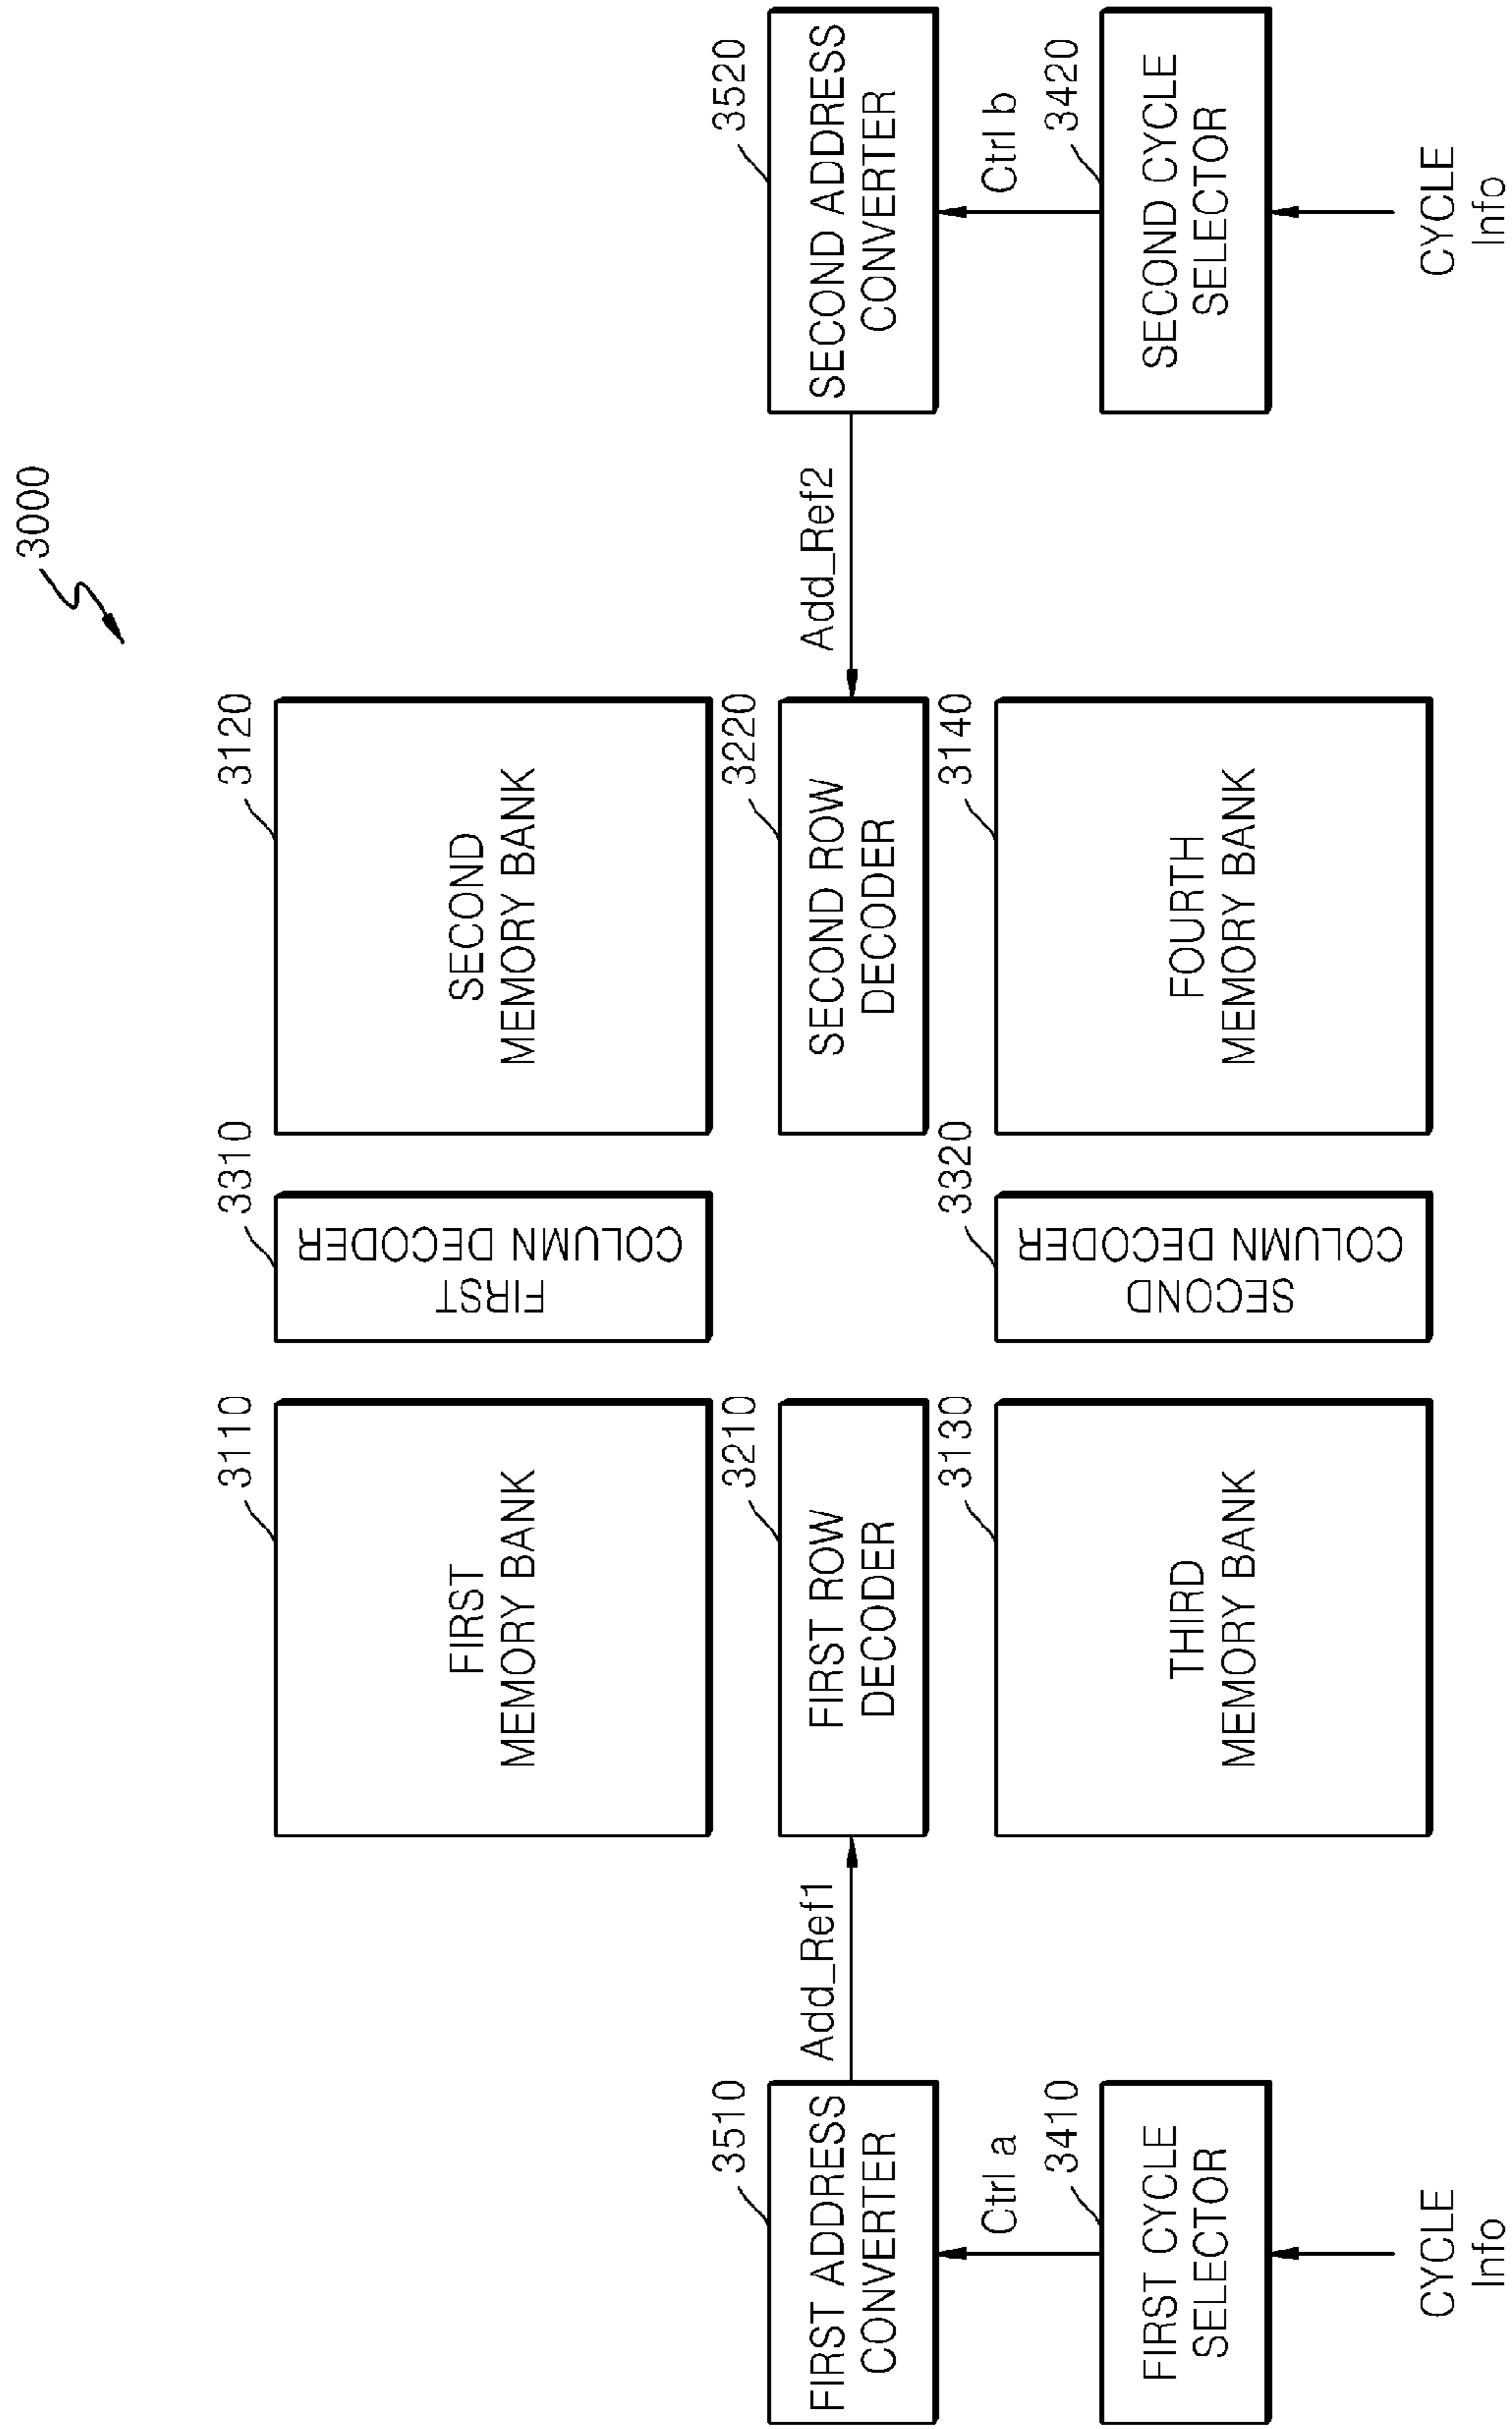 3000
3110
FIRST
MEMORY BANK
3310
FIRST
COLUMN DECODER
3120
SECOND
MEMORY BANK
3510
FIRST ADDRESS
CONVERTER
Add_Ref1
3210
FIRST ROW
DECODER
3220
SECOND ROW
DECODER
Add_Ref2
3520
SECOND ADDRESS
CONVERTER
Ctrl a
Ctrl b
3410
FIRST CYCLE
SELECTOR
3130
THIRD
MEMORY BANK
3320
SECOND
COLUMN DECODER
3140
FOURTH
MEMORY BANK
3420
SECOND CYCLE
SELECTOR
CYCLE
Info
CYCLE
Info